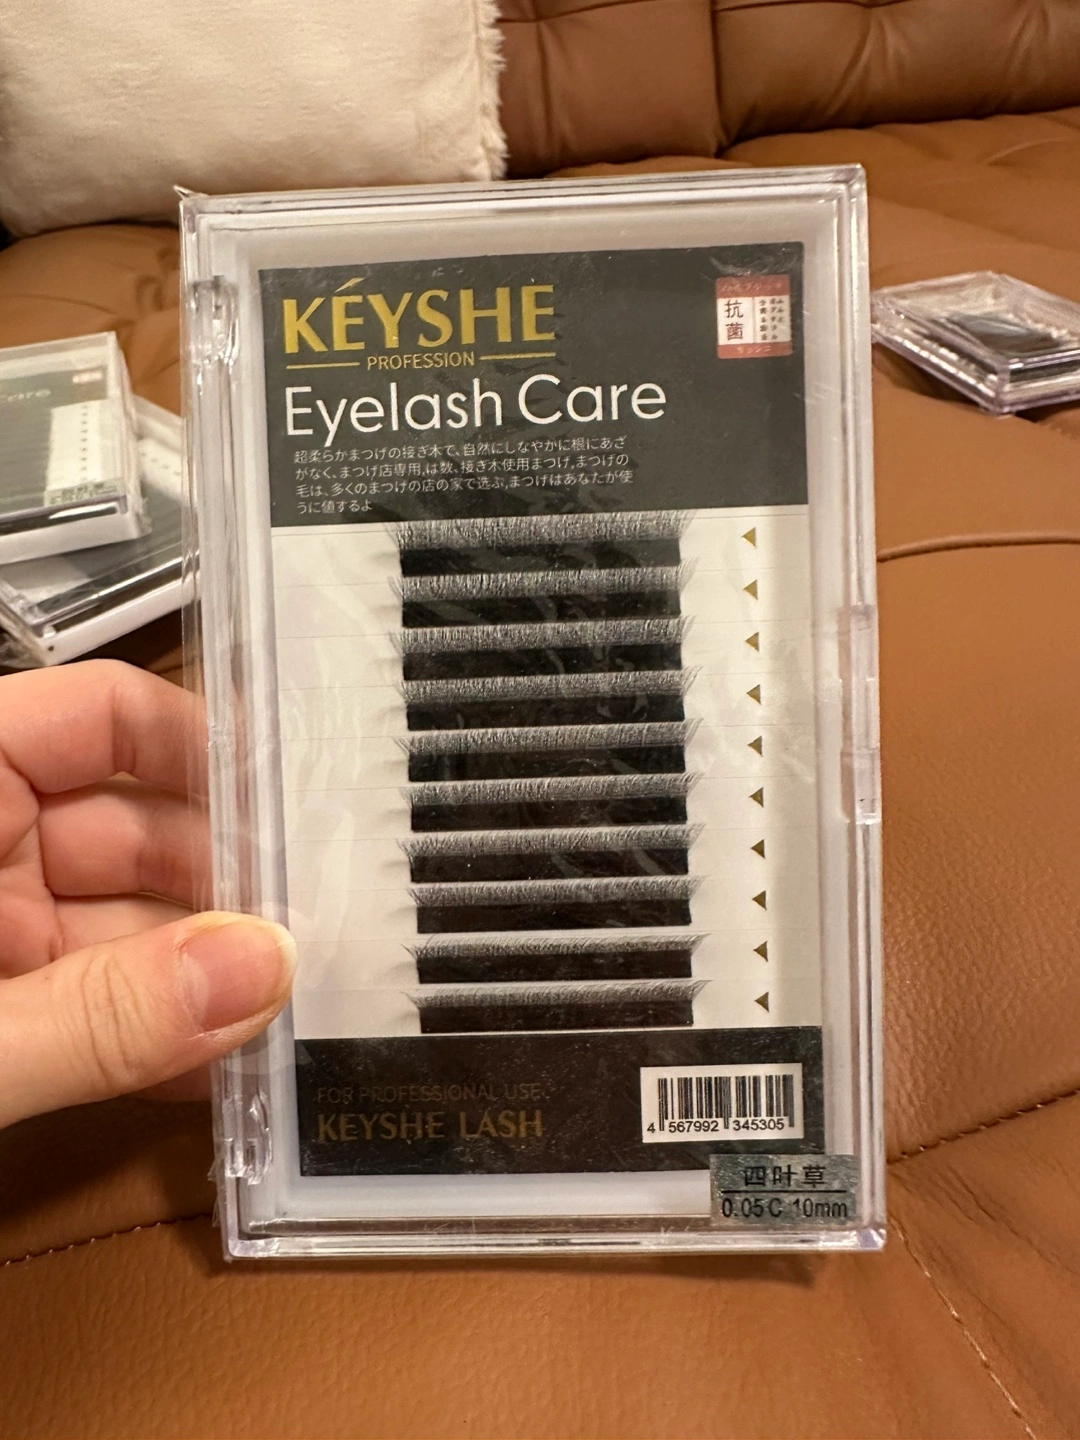 KÉYSHE
PROFESSION
Eyelash Care
超柔らかまつげの接ぎ木で、自然にしなやかに根にあざ
がなく、まつげ店専用,は数、接ぎ木使用まつげ,まつげの
毛は、多くのまつげの店の家で選ぶ,まつげはあなたが使
うに値するよ
抗菌
FOR PROFESSIONAL USE
KEYSHE LASH
4 567992 345305
四叶草
0.05 C 10mm